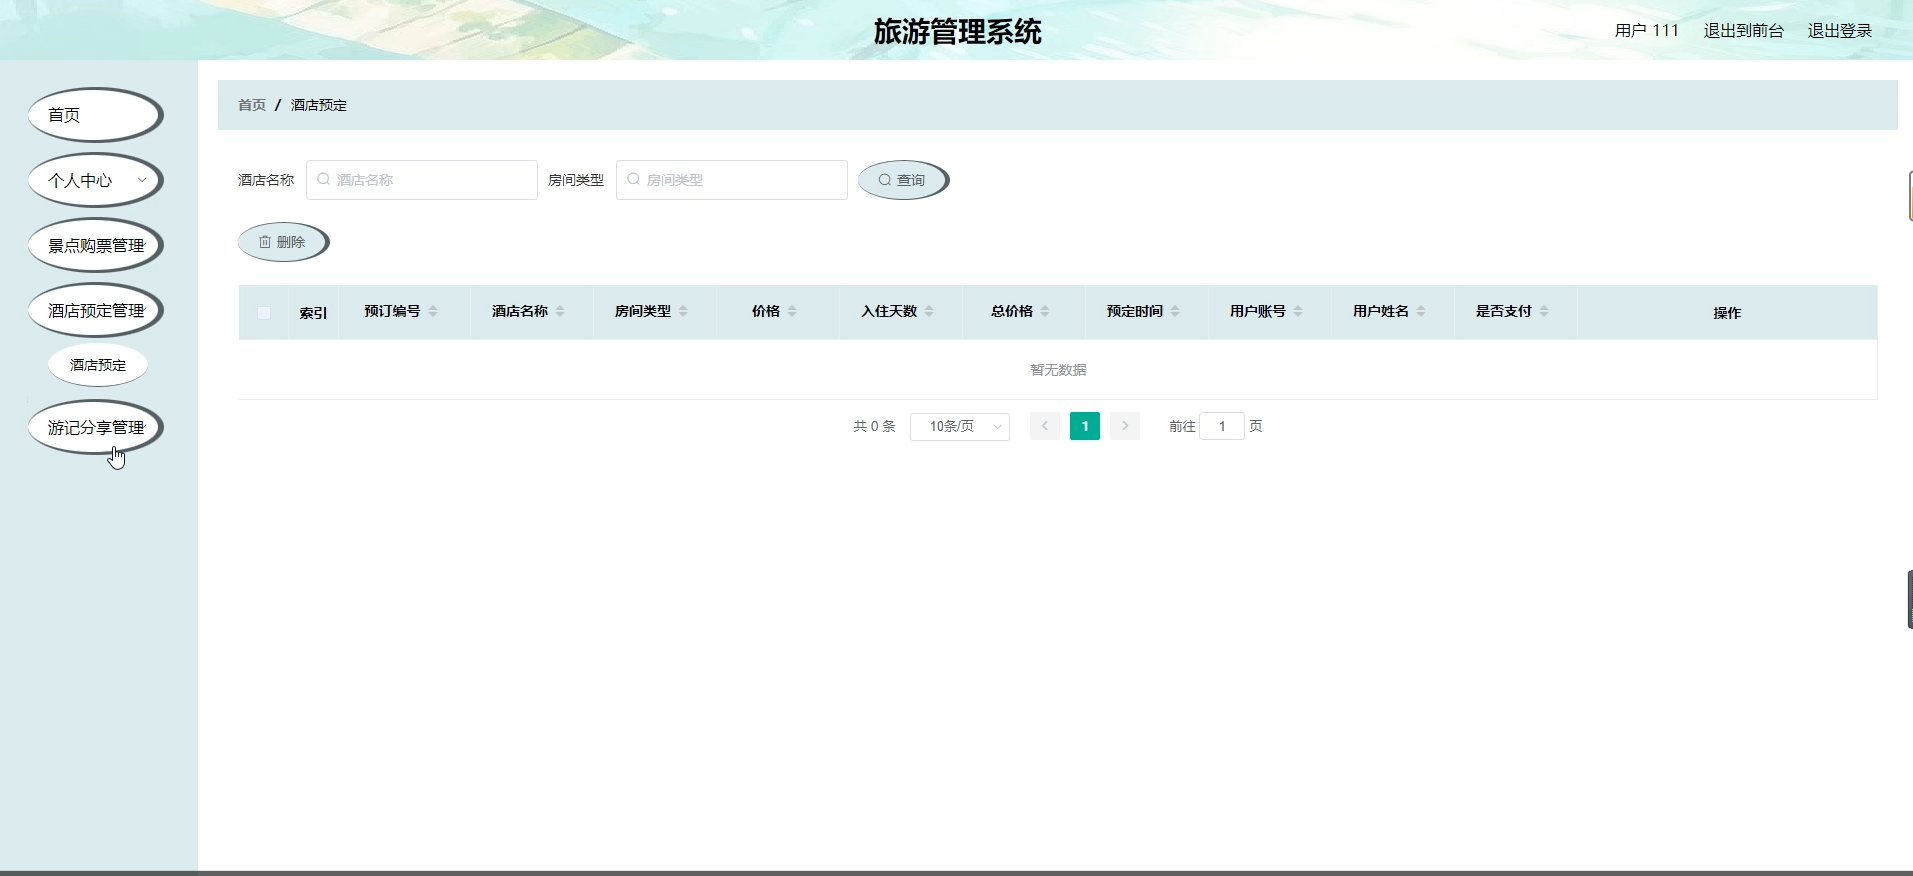 旅游管理系统
用户 111 退出到前台 退出登录
首页
个人中心
景点购票管理
酒店预定管理
酒店预定
游记分享管理
首页 / 酒店预定
酒店名称 酒店名称 房间类型 房间类型 查询
删除
索引 预订编号 酒店名称 房间类型 价格 入住天数 总价格 预定时间 用户账号 用户姓名 是否支付 操作
暂无数据
共 0 条 10条/页 1 前往 1 页